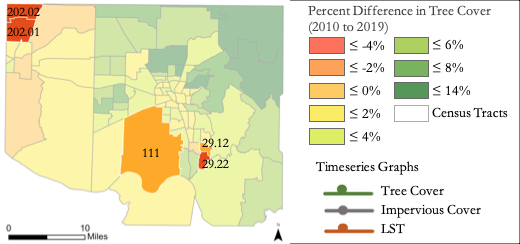 202.02
202.01
111
29.12
29.22
0
10
Miles
N
Percent Difference in Tree Cover
(2010 to 2019)
≤ -4%
≤ 6%
≤ -2%
≤ 8%
≤ 0%
≤ 14%
≤ 2%
Census Tracts
≤ 4%
Timeseries Graphs
Tree Cover
Impervious Cover
LST